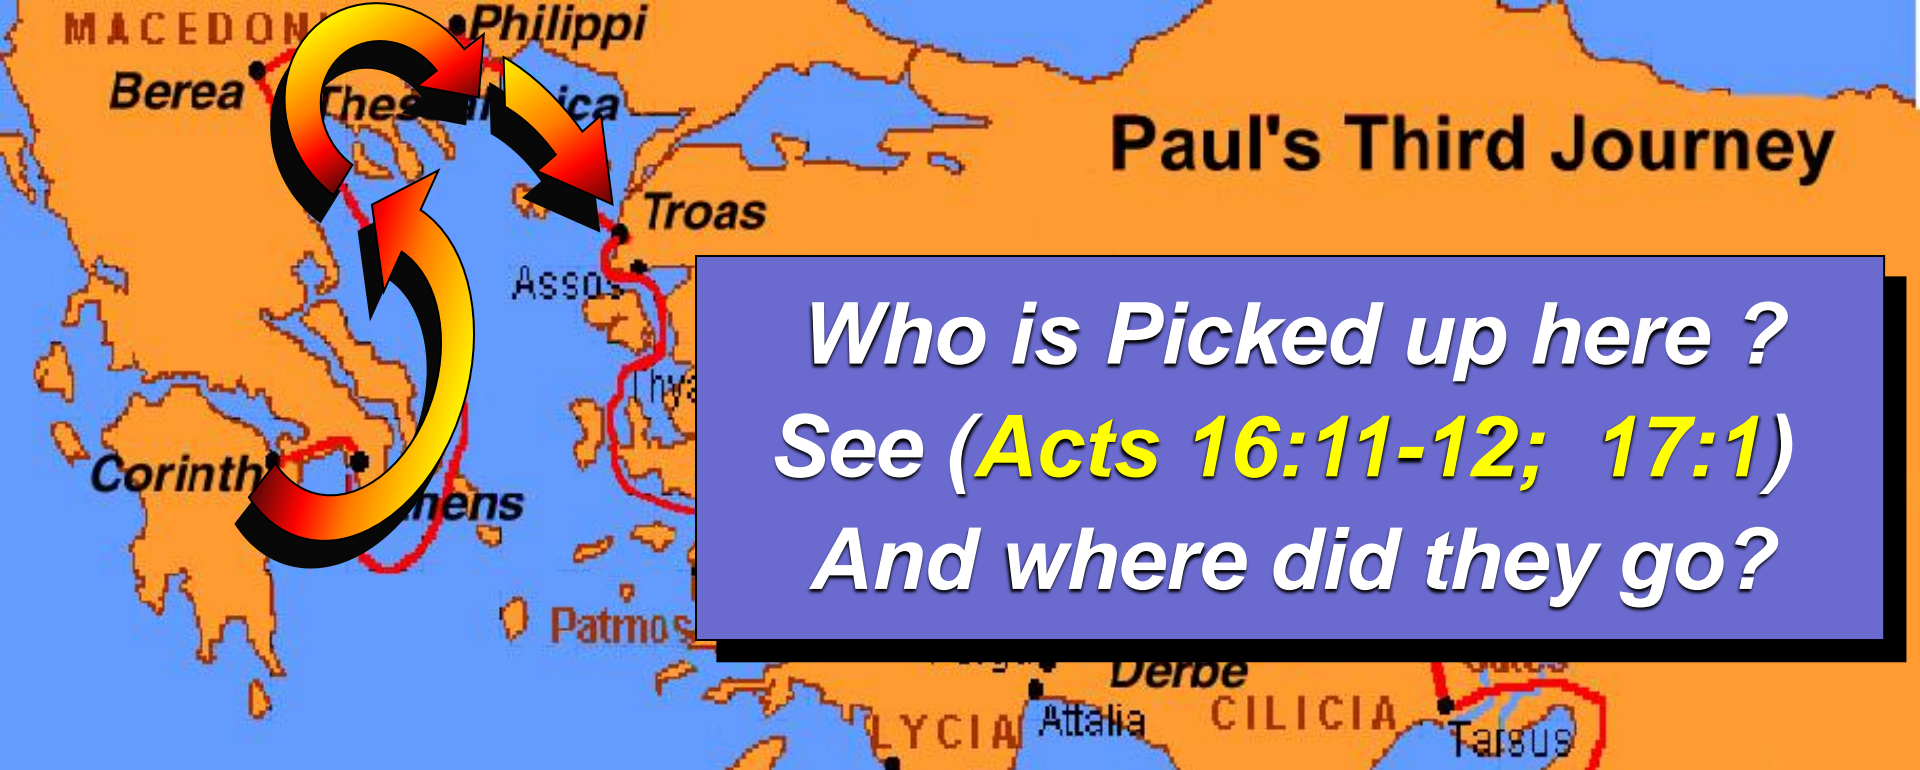 MACEDON
Philippi
Berea
Paul's Third Journey
Troas
Assos
Who is Picked up here ?
See (Acts 16:11-12; 17:1)
And where did they go?
Corinth
Patmos
Derbe
LYCIA
Attalia
CILICIA
Tarsus